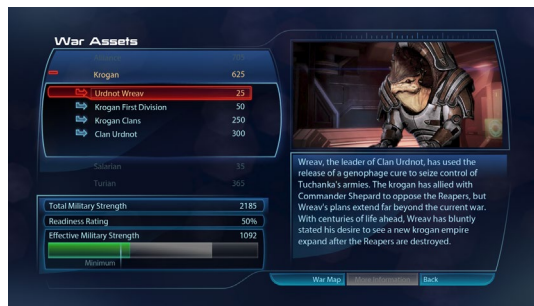 War Assets
Krogan 625
Urdnot Wreav 25
Krogan First Division 50
Krogan Clans 250
Clan Urdnot 300
Salarian 35
Turian 365
Total Military Strength 2185
Readiness Rating 50%
Effective Military Strength 1092
Minimum
Wreav, the leader of Clan Urdnot, has used the
release of a genophage cure to seize control of
Tuchanka's armies. The krogan has allied with
Commander Shepard to oppose the Reapers, but
Wreav's plans extend far beyond the current war.
With centuries of life ahead, Wreav has bluntly
stated his desire to see a new krogan empire
expand after the Reapers are destroyed.
War Map More Information Back